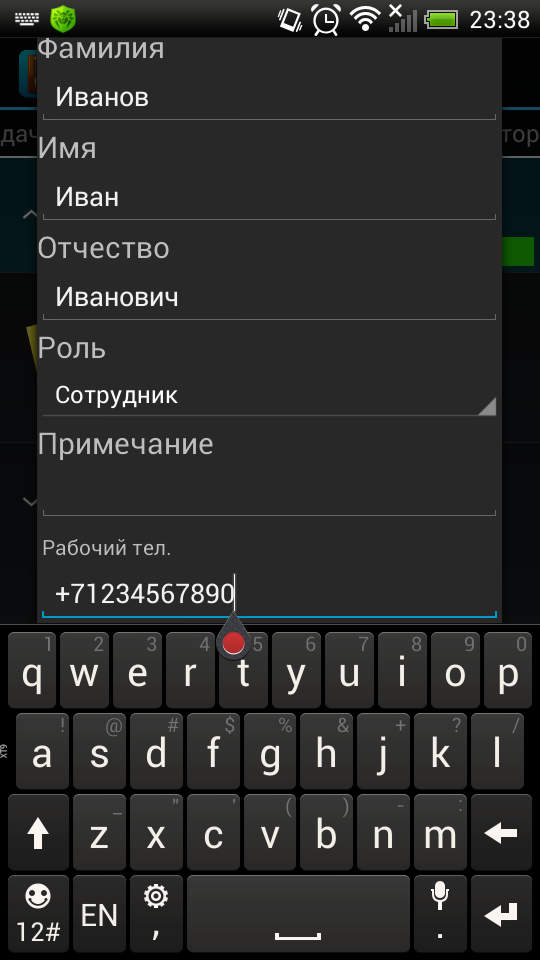 23:38
Фамилия
дач
тор
Иванов
Имя
Иван
Отчество
Иванович
Роль
Сотрудник
Примечание
Рабочий тел.
+71234567890
1 2 3 4 5 6 7 8 9 0
q w e r t y u i o p
! @ # $ % & + ? /
XT9
a s d f g h j k l
_ " ' ( ) - :
z x c v b n m
12# EN , .